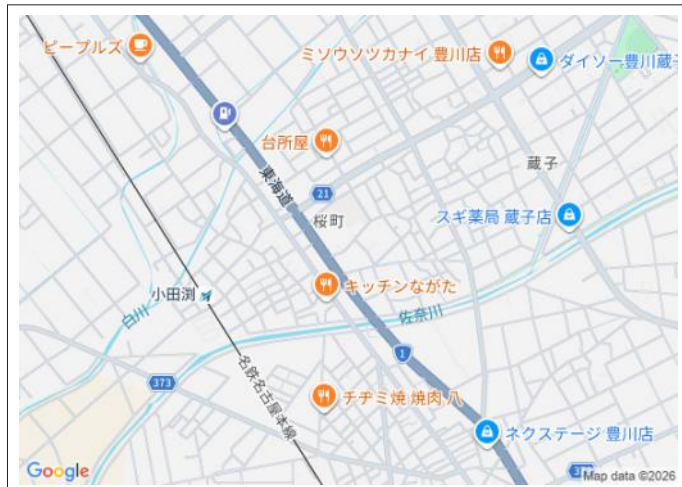 ピープルズ
ミソウソツカナイ 豊川店
ダイソー豊川蔵子
台所屋
蔵子
東海道
21
桜町
スギ薬局 蔵子店
キッチンながた
小田渕
白川
佐奈川
1
373
名鉄名古屋本線
チヂミ焼 焼肉 八
ネクステージ 豊川店
Google
Map data ©2026